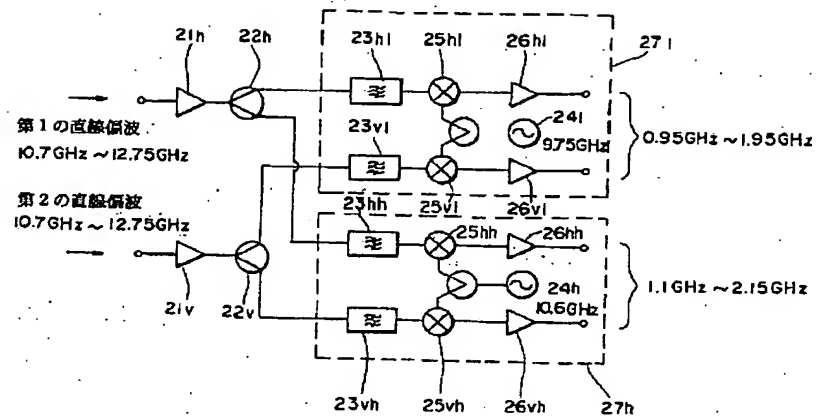 21h
22h
23hl
25hl
26hl
27l
第1の直線偏波
10.7GHz～12.75GHz
24l
9.75GHz
0.95GHz～1.95GHz
23vl
25vl
26vl
第2の直線偏波
10.7GHz～12.75GHz
23hh
25hh
26hh
24h
10.6GHz
1.1GHz～2.15GHz
21v
22v
23vh
25vh
26vh
27h